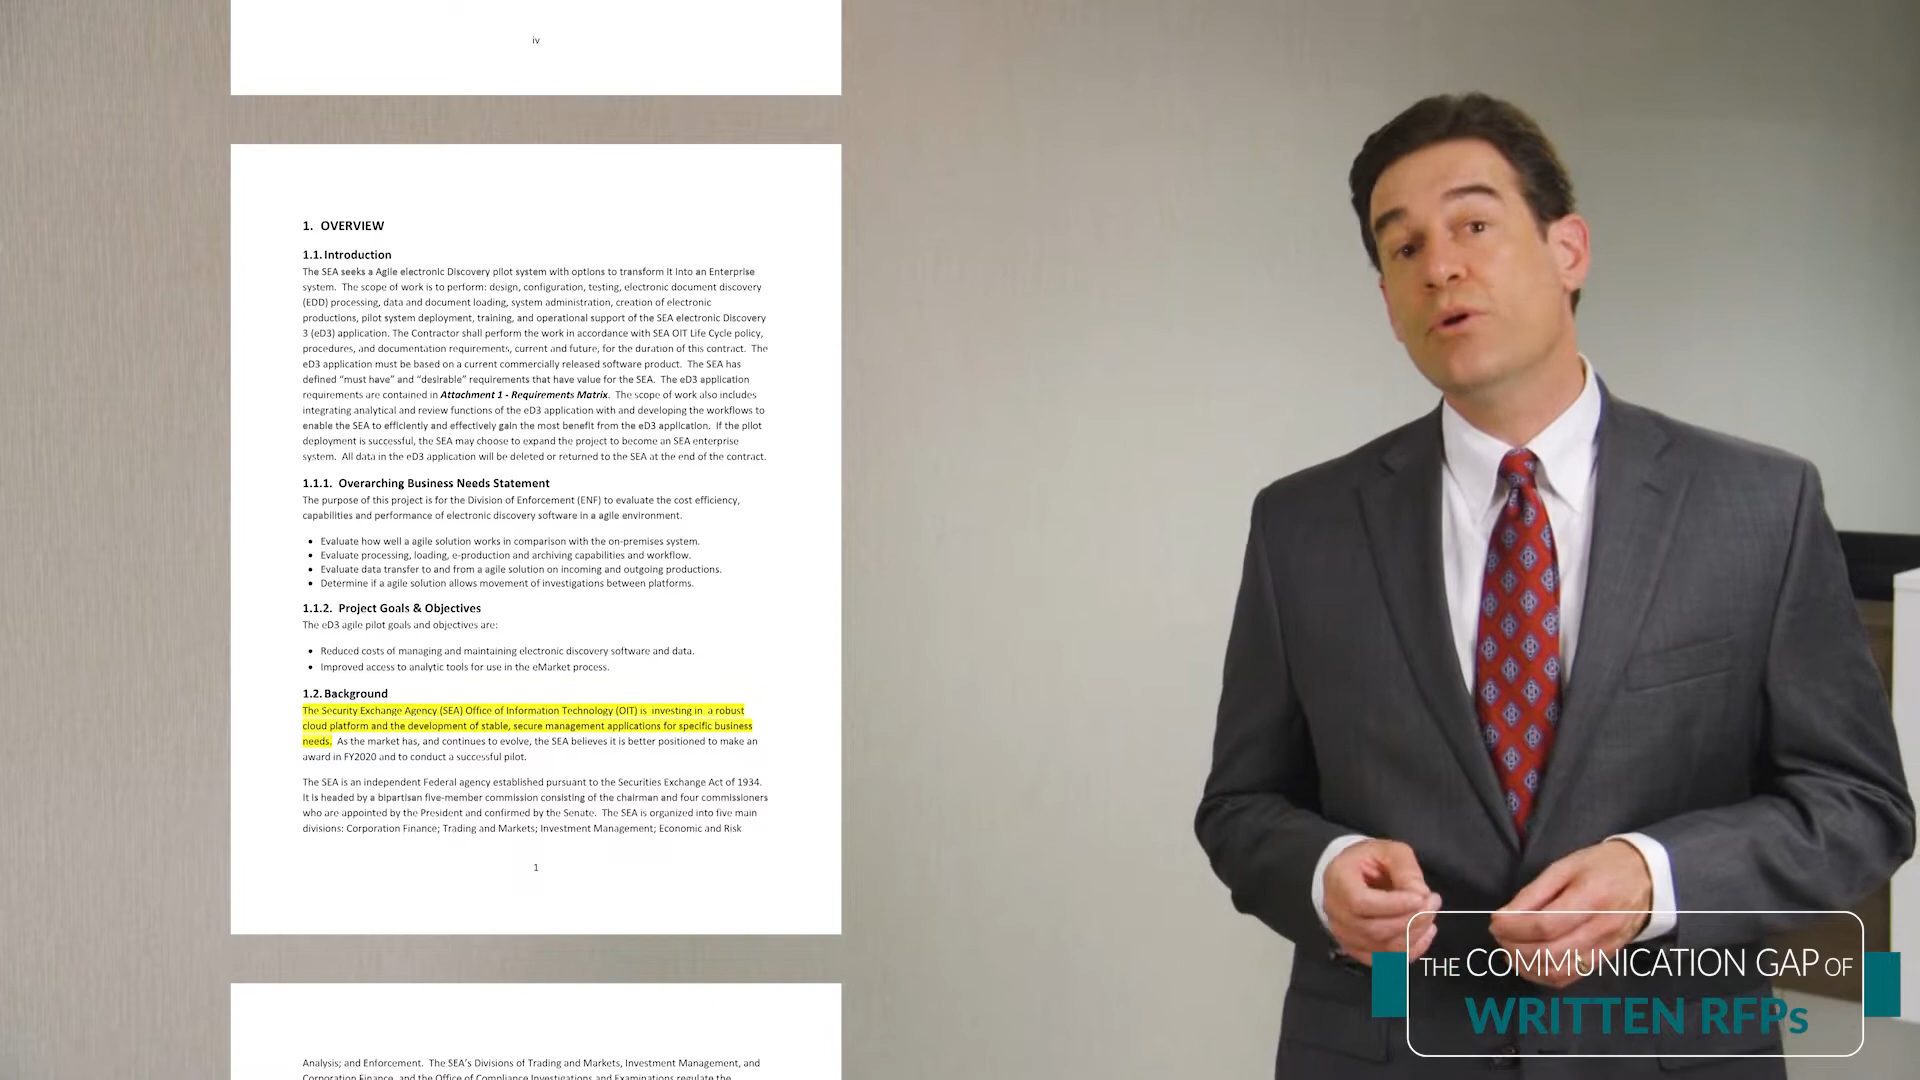 iv
1. OVERVIEW
1.1. Introduction
The SEA seeks a Agile electronic Discovery pilot system with options to transform it into an Enterprise
system. The scope of work is to perform: design, configuration, testing, electronic document discovery
(EDD) processing, data and document loading, system administration, creation of electronic
productions, pilot system deployment, training, and operational support of the SEA electronic Discovery
3 (eD3) application. The Contractor shall perform the work in accordance with SEA OIT Life Cycle policy,
procedures, and documentation requirements, current and future, for the duration of this contract. The
eD3 application must be based on a current commercially released software product. The SEA has
defined “must have” and “desirable” requirements that have value for the SEA. The eD3 application
requirements are contained in Attachment 1 - Requirements Matrix. The scope of work also includes
integrating analytical and review functions of the eD3 application with and developing the workflows to
enable the SEA to efficiently and effectively gain the most benefit from the eD3 application. If the pilot
deployment is successful, the SEA may choose to expand the project to become an SEA enterprise
system. All data in the eD3 application will be deleted or returned to the SEA at the end of the contract.
1.1.1. Overarching Business Needs Statement
The purpose of this project is for the Division of Enforcement (ENF) to evaluate the cost efficiency,
capabilities and performance of electronic discovery software in a agile environment.
• Evaluate how well a agile solution works in comparison with the on-premises system.
• Evaluate processing, loading, e-production and archiving capabilities and workflow.
• Evaluate data transfer to and from a agile solution on incoming and outgoing productions.
• Determine if a agile solution allows movement of investigations between platforms.
1.1.2. Project Goals & Objectives
The eD3 agile pilot goals and objectives are:
• Reduced costs of managing and maintaining electronic discovery software and data.
• Improved access to analytic tools for use in the eMarket process.
1.2. Background
The Security Exchange Agency (SEA) Office of Information Technology (OIT) is investing in a robust
cloud platform and the development of stable, secure management applications for specific business
needs. As the market has, and continues to evolve, the SEA believes it is better positioned to make an
award in FY2020 and to conduct a successful pilot.
The SEA is an independent Federal agency established pursuant to the Securities Exchange Act of 1934.
It is headed by a bipartisan five-member commission consisting of the chairman and four commissioners
who are appointed by the President and confirmed by the Senate. The SEA is organized into five main
divisions: Corporation Finance; Trading and Markets; Investment Management; Economic and Risk
1
Analysis; and Enforcement. The SEA’s Divisions of Trading and Markets, Investment Management, and
Corporation Finance, and the Office of Compliance Investigations and Examinations regulate the
THE COMMUNICATION GAP OF
WRITTEN RFPs